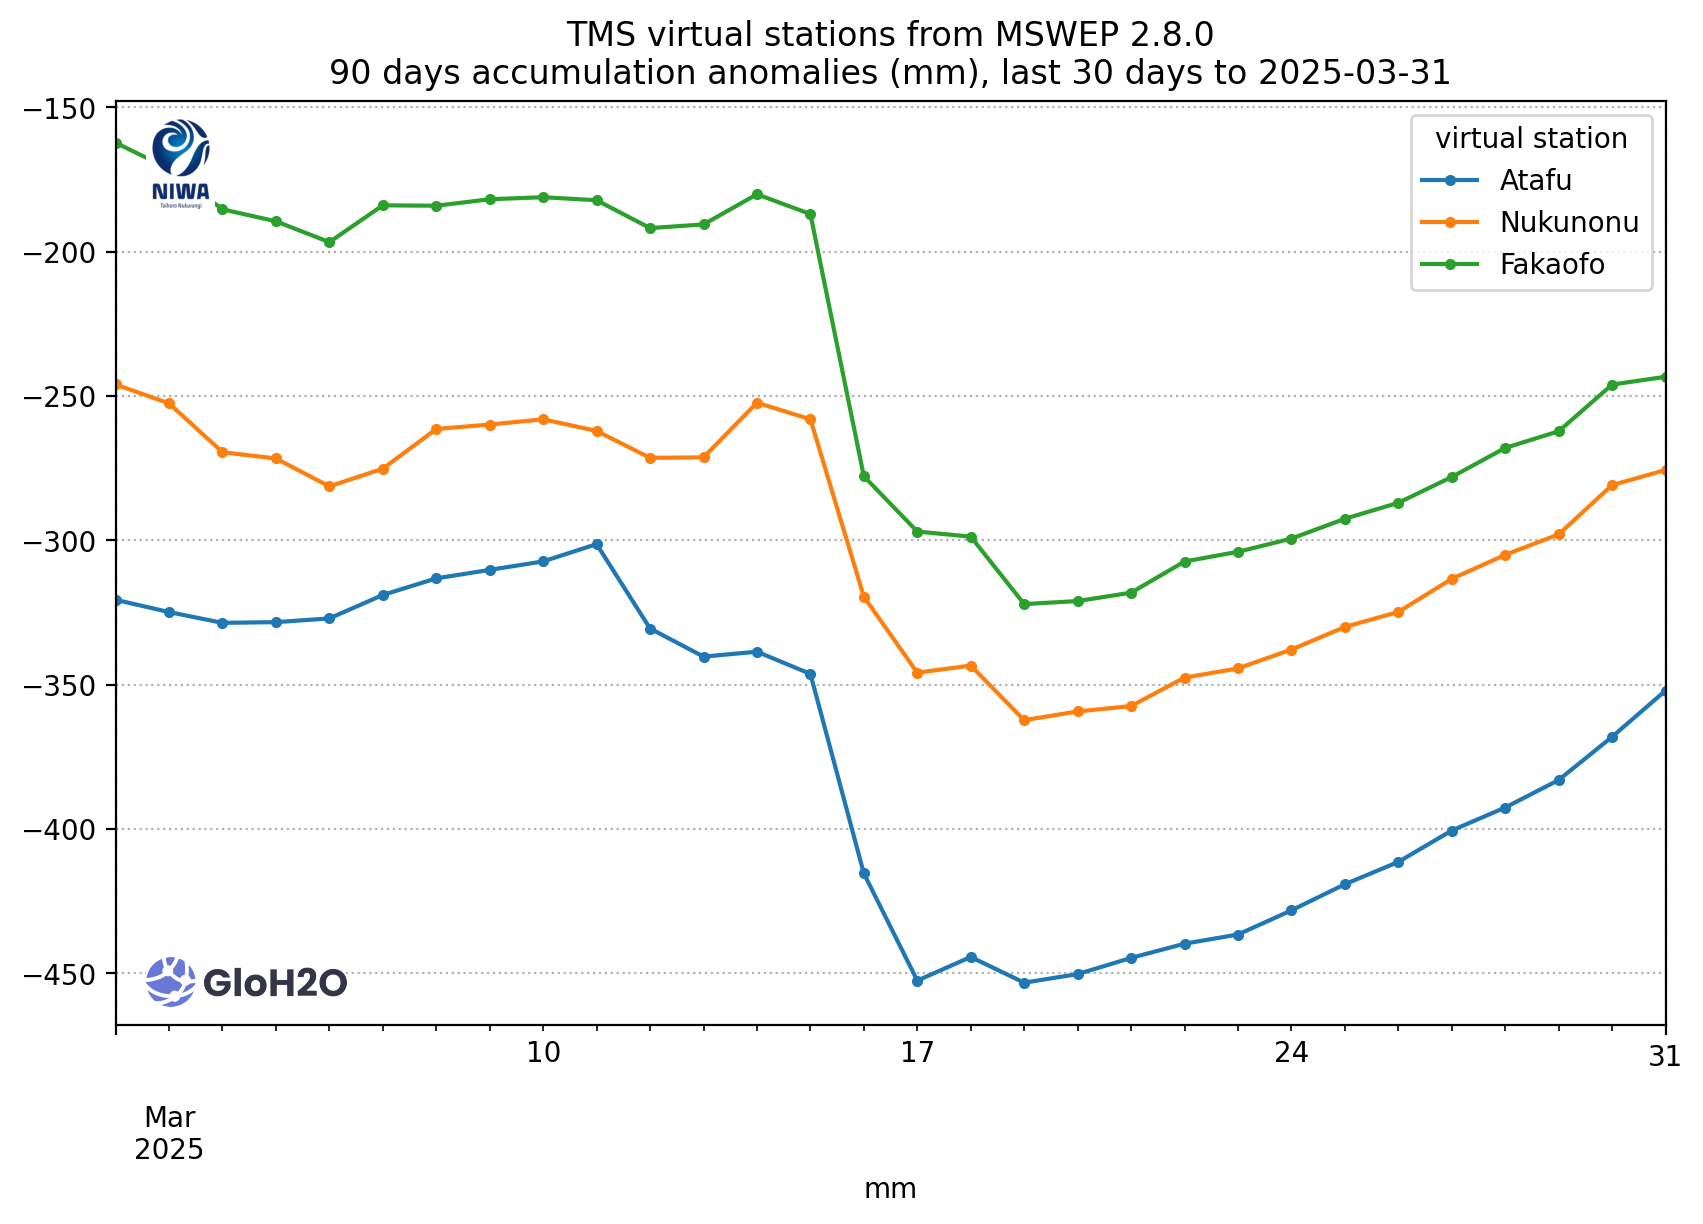 TMS virtual stations from MSWEP 2.8.0
90 days accumulation anomalies (mm), last 30 days to 2025-03-31
−150
−200
−250
−300
−350
−400
−450
NIWA
Taihoro Nukurangi
virtual station
Atafu
Nukunonu
Fakaofo
GloH2O
10
17
24
31
Mar
2025
mm